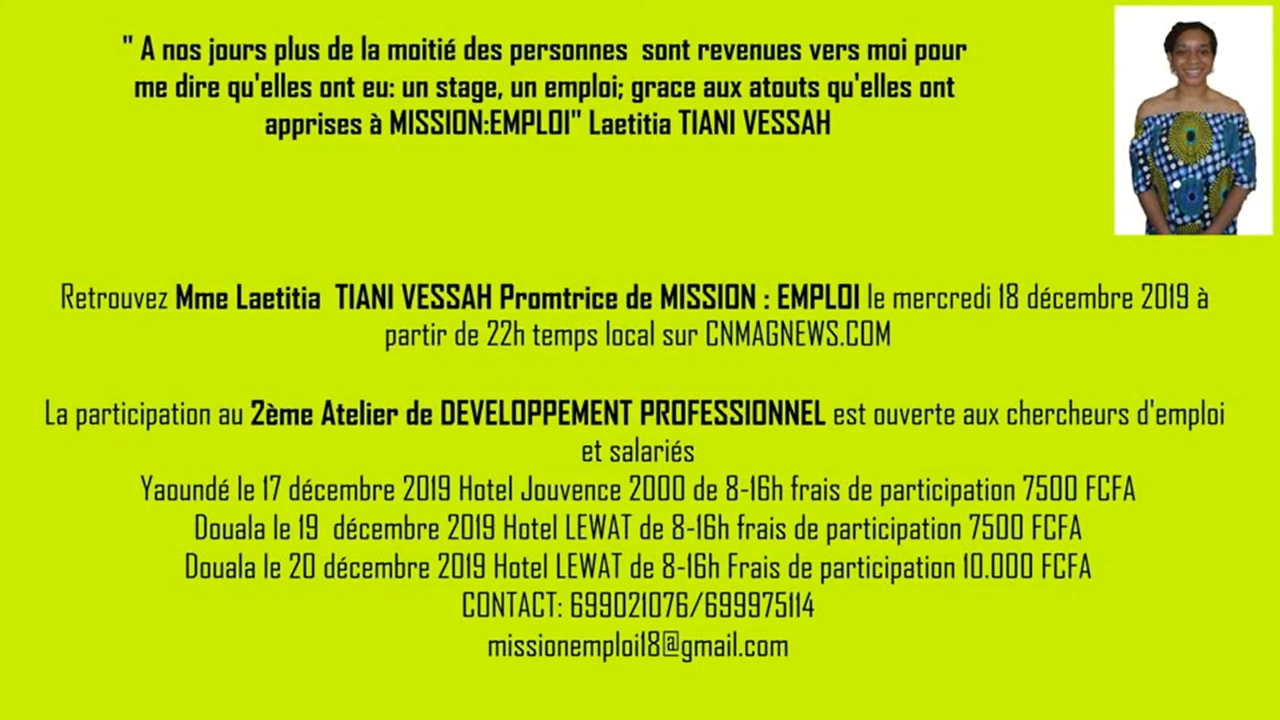 " A nos jours plus de la moitié des personnes sont revenues vers moi pour
me dire qu'elles ont eu: un stage, un emploi; grace aux atouts qu'elles ont
apprises à MISSION:EMPLOI" Laetitia TIANI VESSAH
Retrouvez Mme Laetitia TIANI VESSAH Promtrice de MISSION : EMPLOI le mercredi 18 décembre 2019 à
partir de 22h temps local sur CNMAGNEWS.COM
La participation au 2ème Atelier de DEVELOPPEMENT PROFESSIONNEL est ouverte aux chercheurs d'emploi
et salariés
Yaoundé le 17 décembre 2019 Hotel Jouvence 2000 de 8-16h frais de participation 7500 FCFA
Douala le 19 décembre 2019 Hotel LEWAT de 8-16h frais de participation 7500 FCFA
Douala le 20 décembre 2019 Hotel LEWAT de 8-16h Frais de participation 10.000 FCFA
CONTACT: 699021076/699975114
missionemploi18@gmail.com